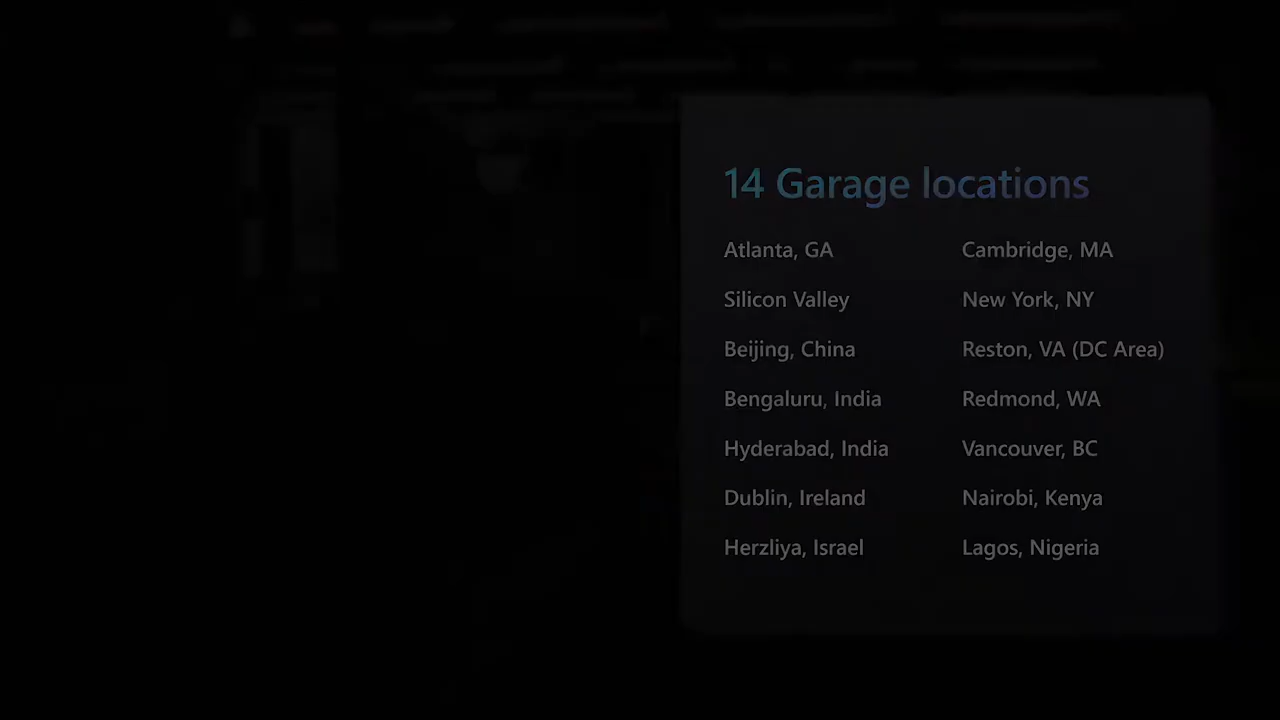 14 Garage locations
Atlanta, GA
Silicon Valley
Beijing, China
Bengaluru, India
Hyderabad, India
Dublin, Ireland
Herzliya, Israel
Cambridge, MA
New York, NY
Reston, VA (DC Area)
Redmond, WA
Vancouver, BC
Nairobi, Kenya
Lagos, Nigeria